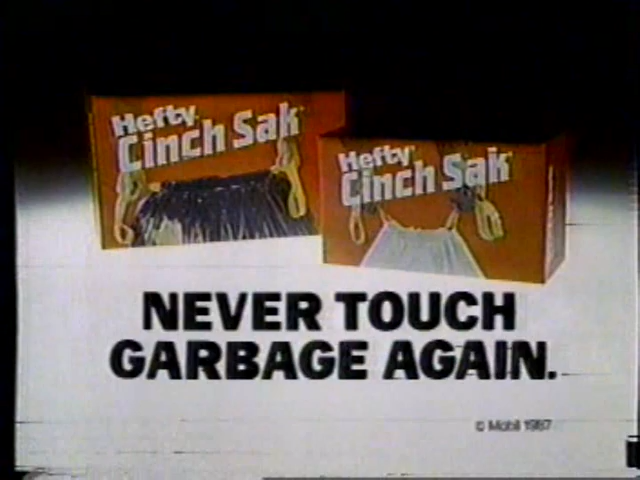 Hefty
Cinch Sak
Hefty
Cinch Sak
NEVER TOUCH
GARBAGE AGAIN.
© Mobil 1987